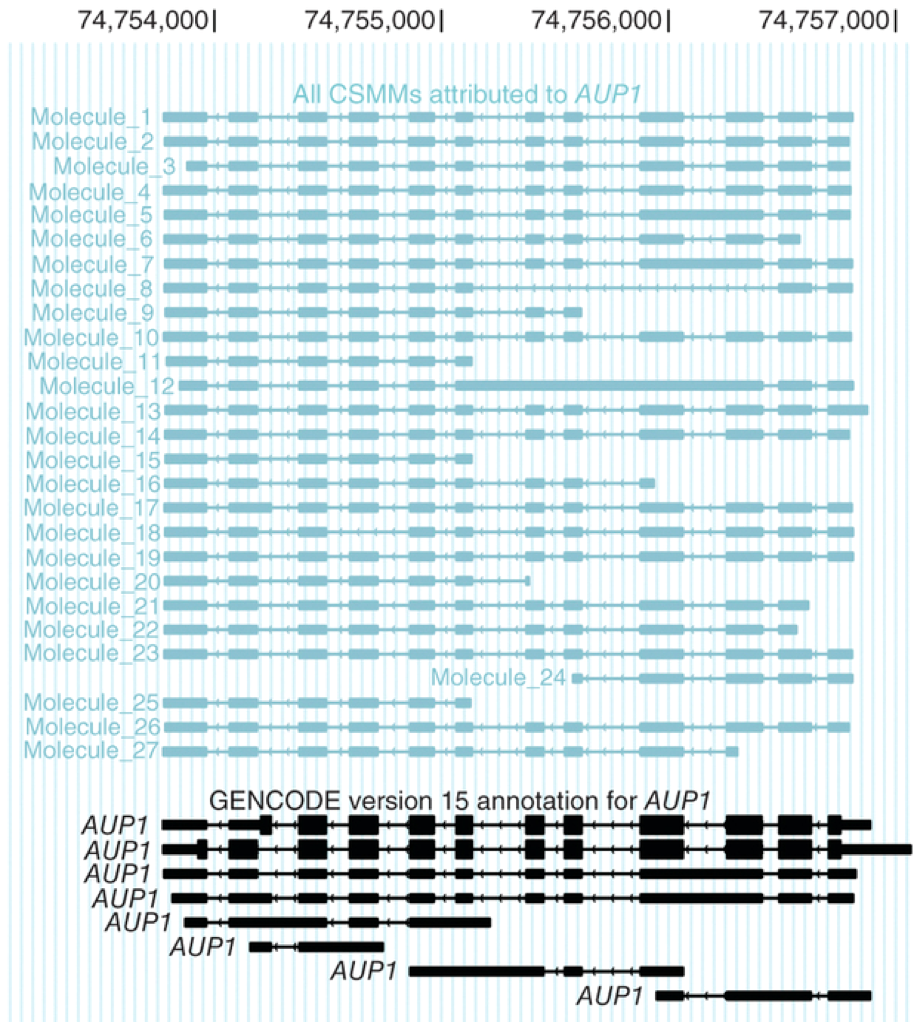 74,754,000| 74,755,000| 74,756,000| 74,757,000|
All CSMMs attributed to AUP1
Molecule_1
Molecule_2
Molecule_3
Molecule_4
Molecule_5
Molecule_6
Molecule_7
Molecule_8
Molecule_9
Molecule_10
Molecule_11
Molecule_12
Molecule_13
Molecule_14
Molecule_15
Molecule_16
Molecule_17
Molecule_18
Molecule_19
Molecule_20
Molecule_21
Molecule_22
Molecule_23
Molecule_24
Molecule_25
Molecule_26
Molecule_27
GENCODE version 15 annotation for AUP1
AUP1
AUP1
AUP1
AUP1
AUP1
AUP1
AUP1
AUP1